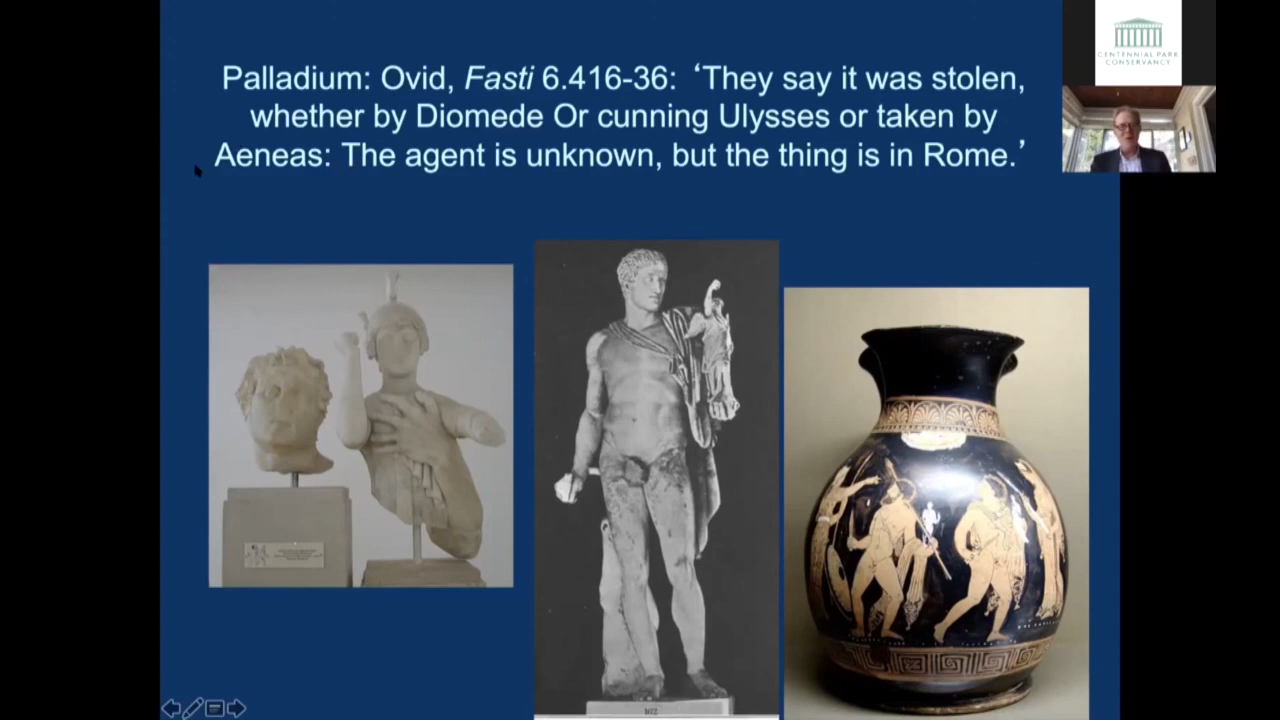 Palladium: Ovid, Fasti 6.416-36: ‘They say it was stolen,
whether by Diomede Or cunning Ulysses or taken by
Aeneas: The agent is unknown, but the thing is in Rome.’
CENTENNIAL PARK
CONSERVANCY
1072